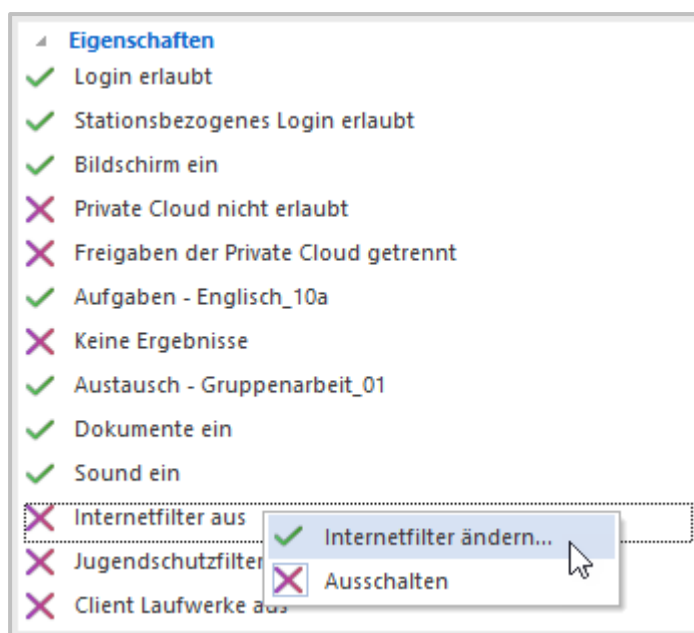 Eigenschaften
Login erlaubt
Stationsbezogenes Login erlaubt
Bildschirm ein
Private Cloud nicht erlaubt
Freigaben der Private Cloud getrennt
Aufgaben - Englisch_10a
Keine Ergebnisse
Austausch - Gruppenarbeit_01
Dokumente ein
Sound ein
Internetfilter aus
Internetfilter ändern...
Jugendschutzfilter
Ausschalten
Client Laufwerke aus